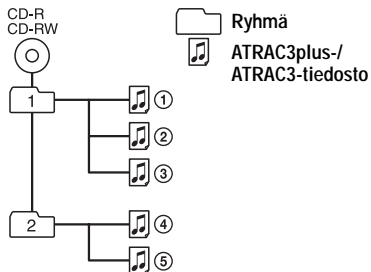 CD-R
CD-RW
Ryhmä
ATRAC3plus-/
ATRAC3-tiedosto
1
①
②
③
2
④
⑤